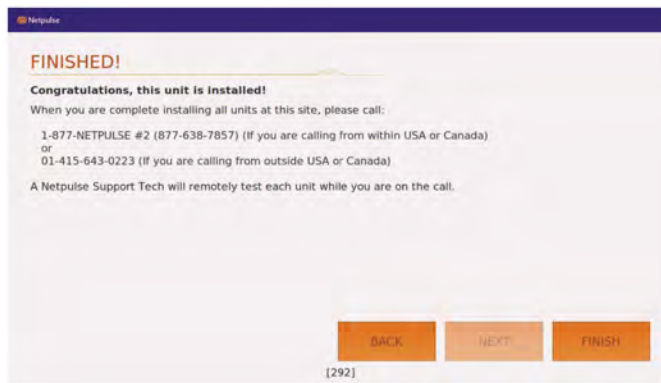 Netpulse
FINISHED!
Congratulations, this unit is installed!
When you are complete installing all units at this site, please call:
1-877-NETPULSE #2 (877-638-7857) (If you are calling from within USA or Canada)
or
01-415-643-0223 (If you are calling from outside USA or Canada)
A Netpulse Support Tech will remotely test each unit while you are on the call.
BACK NEXT FINISH
[292]